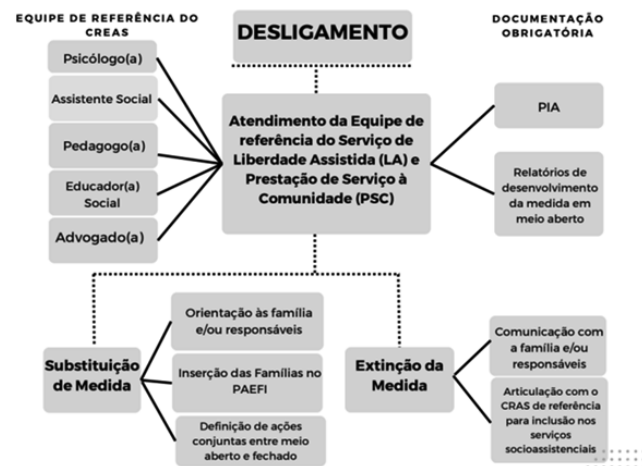 EQUIPE DE REFERÊNCIA DO
CREAS
Psicólogo(a)
Assistente Social
Pedagogo(a)
Educador(a)
Social
Advogado(a)
DESLIGAMENTO
Atendimento da Equipe de
referência do Serviço de
Liberdade Assistida (LA) e
Prestação de Serviço à
Comunidade (PSC)
DOCUMENTAÇÃO
OBRIGATÓRIA
PIA
Relatórios de
desenvolvimento
da medida em
meio aberto
Substituição
de Medida
Orientação às família
e/ou responsáveis
Inserção das Famílias no
PAEFI
Definição de ações
conjuntas entre meio
aberto e fechado
Extinção da
Medida
Comunicação com
a família e/ou
responsáveis
Articulação com o
CRAS de referência
para inclusão nos
serviços
socioassistenciais